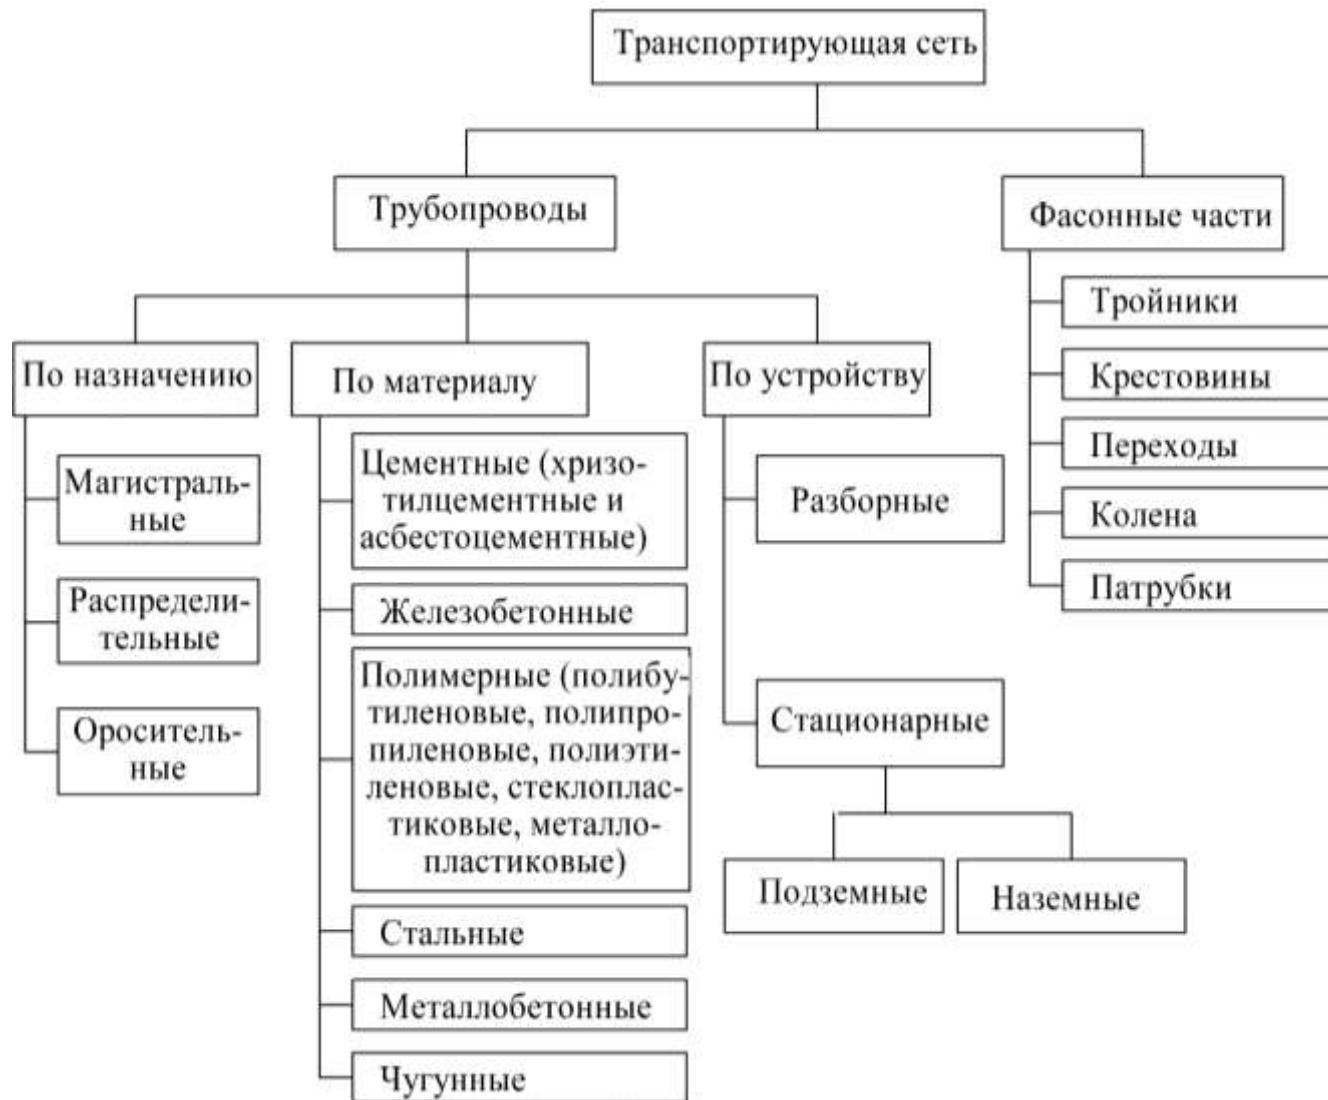 Транспортирующая сеть
Трубопроводы
Фасонные части
По назначению
Магистраль-
ные
Распредели-
тельные
Ороситель-
ные
По материалу
Цементные (хризо-
тилцементные и
асбестоцементные)
Железобетонные
Полимерные (полибу-
тиленовые, полипро-
пиленовые, полиэти-
леновые, стеклоплас-
тиковые, металло-
пластиковые)
Стальные
Металлобетонные
Чугунные
По устройству
Разборные
Стационарные
Подземные
Наземные
Тройники
Крестовины
Переходы
Колена
Патрубки